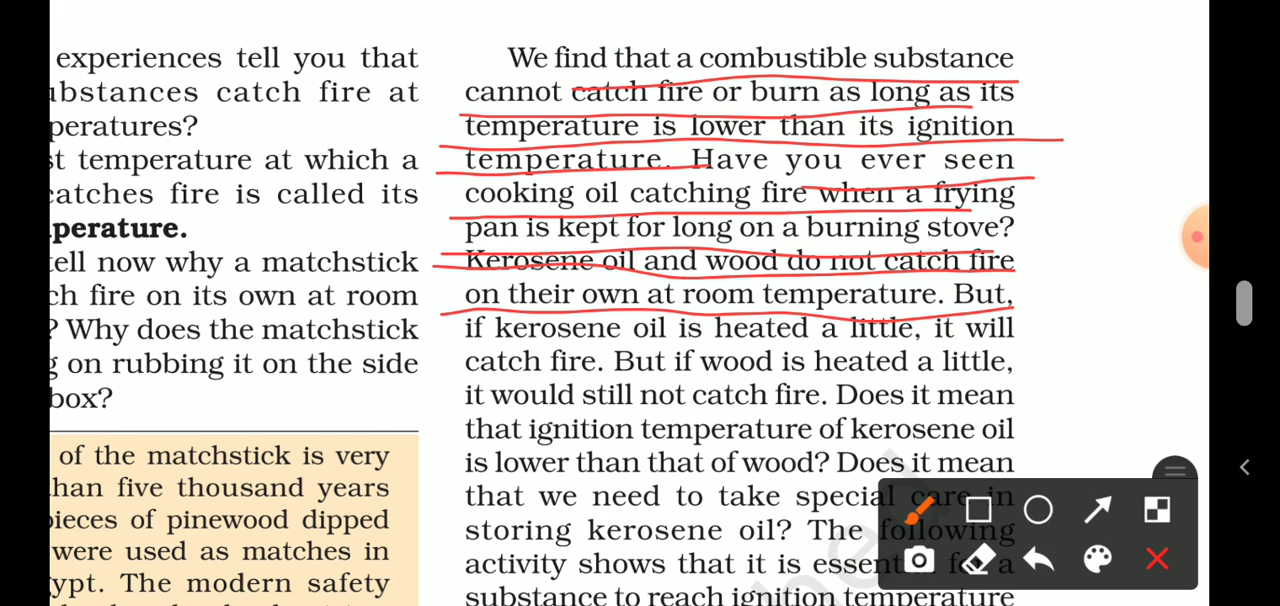 experiences tell you that
ubstances catch fire at
peratures?
st temperature at which a
catches fire is called its
perature.
tell now why a matchstick
ch fire on its own at room
? Why does the matchstick
g on rubbing it on the side
box?
of the matchstick is very
han five thousand years
pieces of pinewood dipped
were used as matches in
gypt. The modern safety
We find that a combustible substance
cannot catch fire or burn as long as its
temperature is lower than its ignition
temperature. Have you ever seen
cooking oil catching fire when a frying
pan is kept for long on a burning stove?
Kerosene oil and wood do not catch fire
on their own at room temperature. But,
if kerosene oil is heated a little, it will
catch fire. But if wood is heated a little,
it would still not catch fire. Does it mean
that ignition temperature of kerosene oil
is lower than that of wood? Does it mean
that we need to take special care in
storing kerosene oil? The following
activity shows that it is essential for a
substance to reach ignition temperature